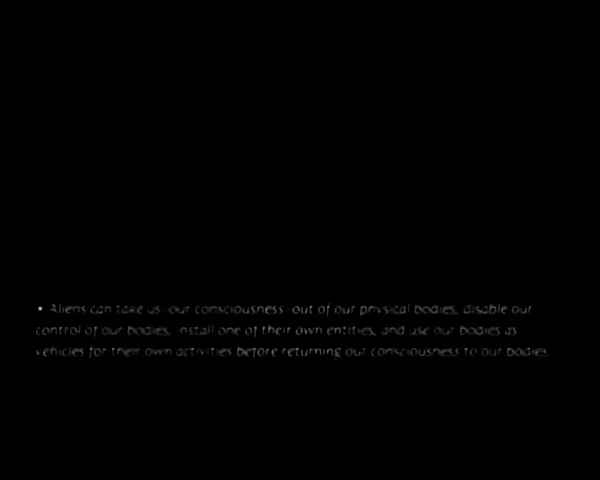 • Aliens can take us -our consciousness -out of our physical bodies, disable our
control of our bodies, install one of their own entities, and use our bodies as
vehicles for their own activities before returning our consciousness to our bodies.